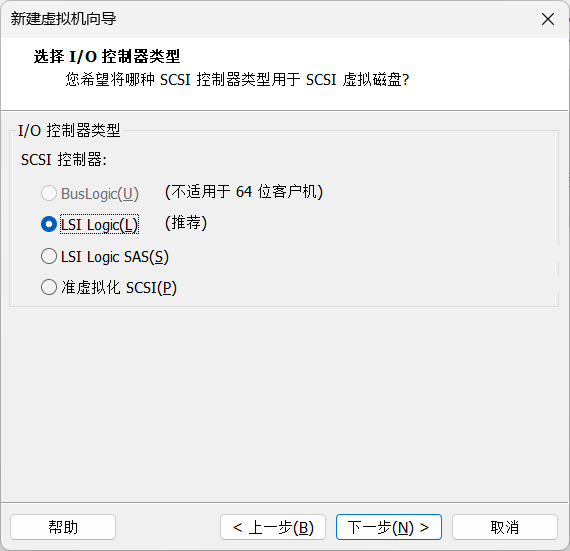 新建虚拟机向导
选择 I/O 控制器类型
您希望将哪种 SCSI 控制器类型用于 SCSI 虚拟磁盘?
I/O 控制器类型
SCSI 控制器:
BusLogic(U) (不适用于 64 位客户机)
LSI Logic(L) (推荐)
LSI Logic SAS(S)
准虚拟化 SCSI(P)
帮助 < 上一步(B) 下一步(N) > 取消